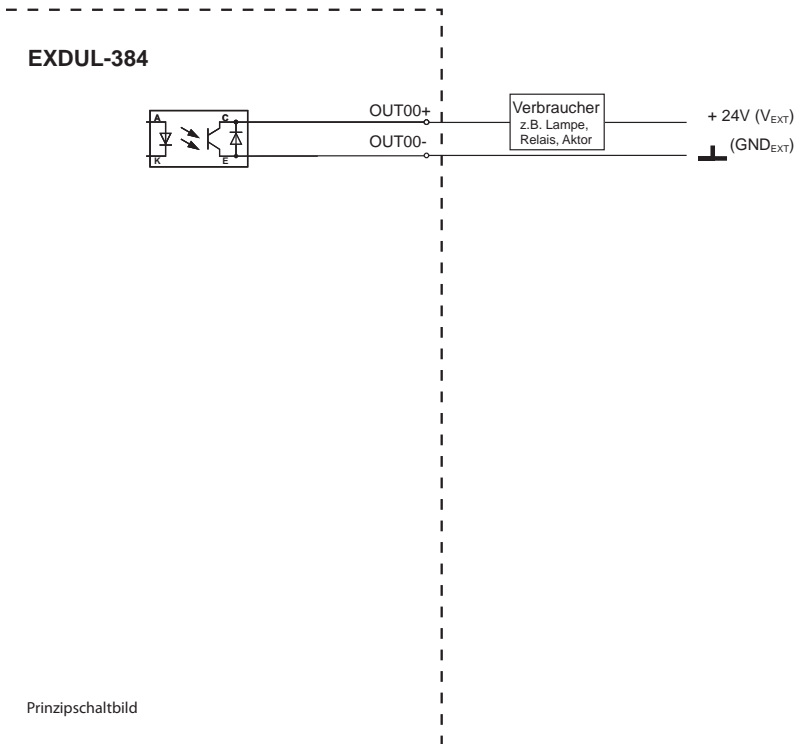 EXDUL-384
A
C
K
E
OUT00+
OUT00-
Verbraucher
z.B. Lampe,
Relais, Aktor
+ 24V (VEXT)
(GNDEXT)
Prinzipschaltbild